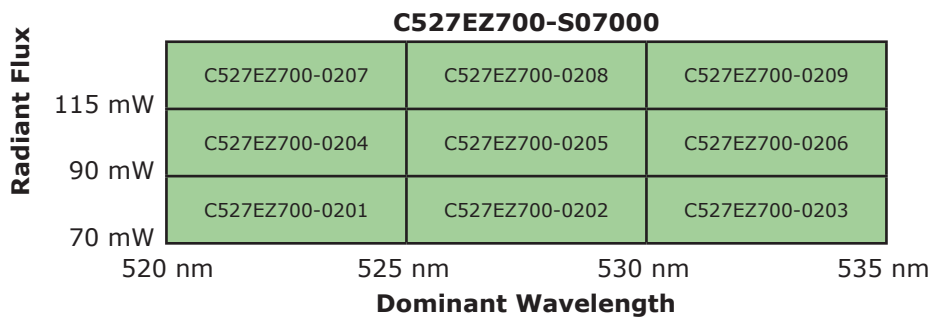 C527EZ700-S07000
Radiant Flux
C527EZ700-0207 C527EZ700-0208 C527EZ700-0209
115 mW
C527EZ700-0204 C527EZ700-0205 C527EZ700-0206
90 mW
C527EZ700-0201 C527EZ700-0202 C527EZ700-0203
70 mW
520 nm 525 nm 530 nm 535 nm
Dominant Wavelength